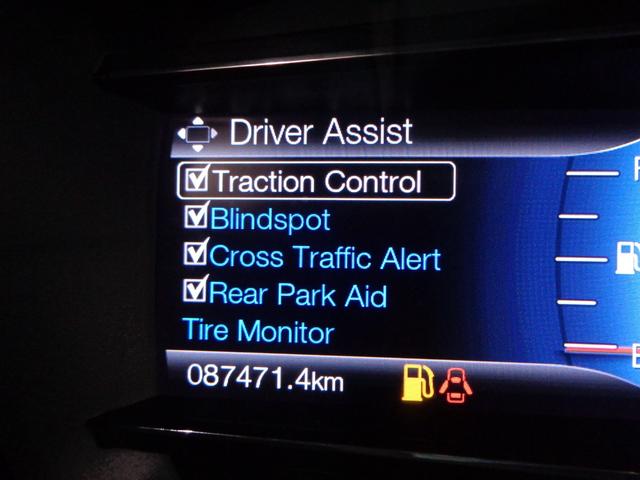 Driver Assist
Traction Control
Blindspot
Cross Traffic Alert
Rear Park Aid
Tire Monitor
087471.4km